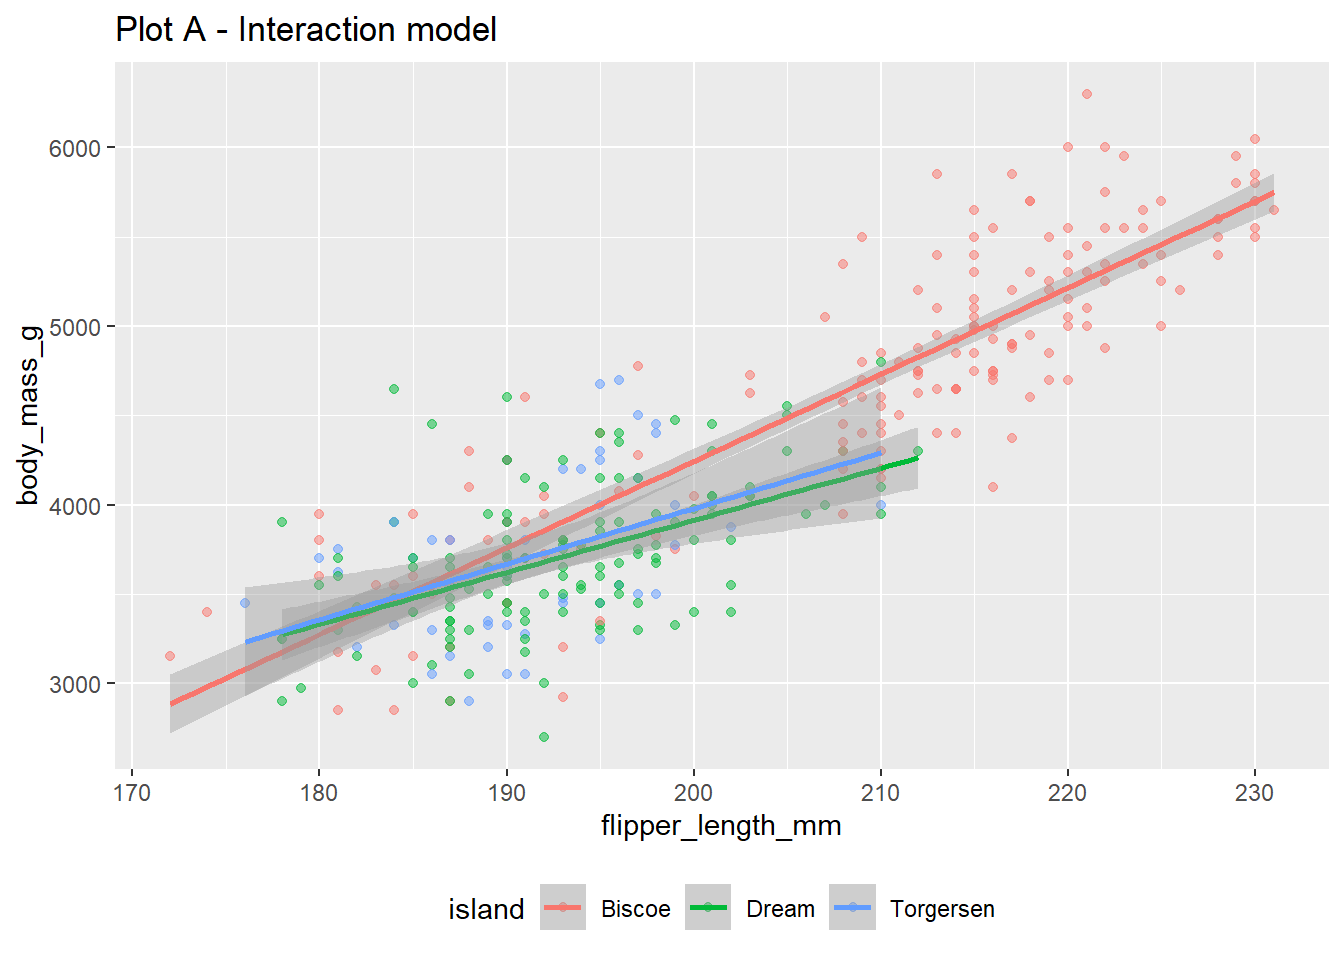 Plot A - Interaction model
body_mass_g
6000
5000
4000
3000
170 180 190 200 210 220 230
flipper_length_mm
island Biscoe Dream Torgersen